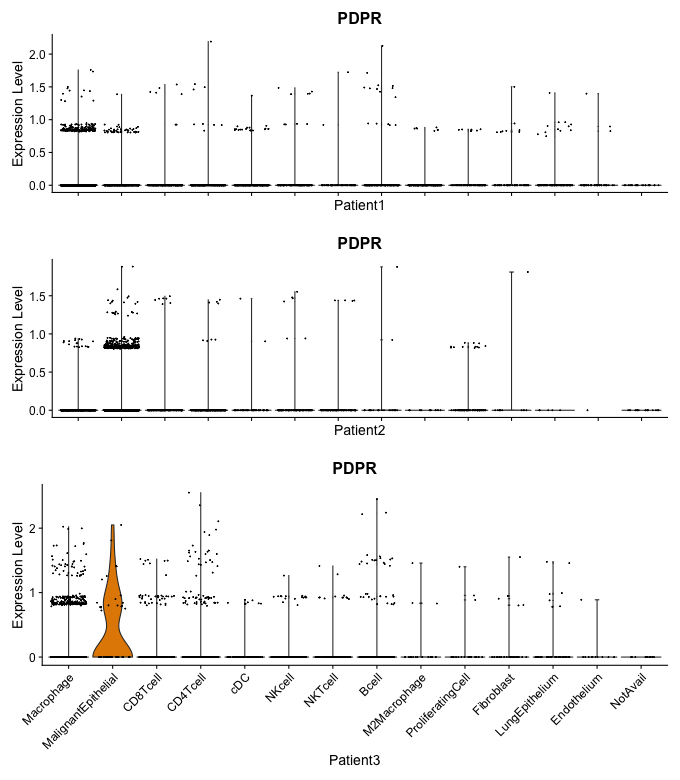 PDPR
Expression Level
2.0
1.5
1.0
0.5
0.0
Patient1
PDPR
Expression Level
1.5
1.0
0.5
0.0
Patient2
PDPR
Expression Level
2
1
0
Macrophage
MalignantEpithelial
CD8Tcell
CD4Tcell
cDC
NKcell
NKTcell
Bcell
M2Macrophage
ProliferatingCell
Fibroblast
LungEpithelium
Endothelium
NotAvail
Patient3